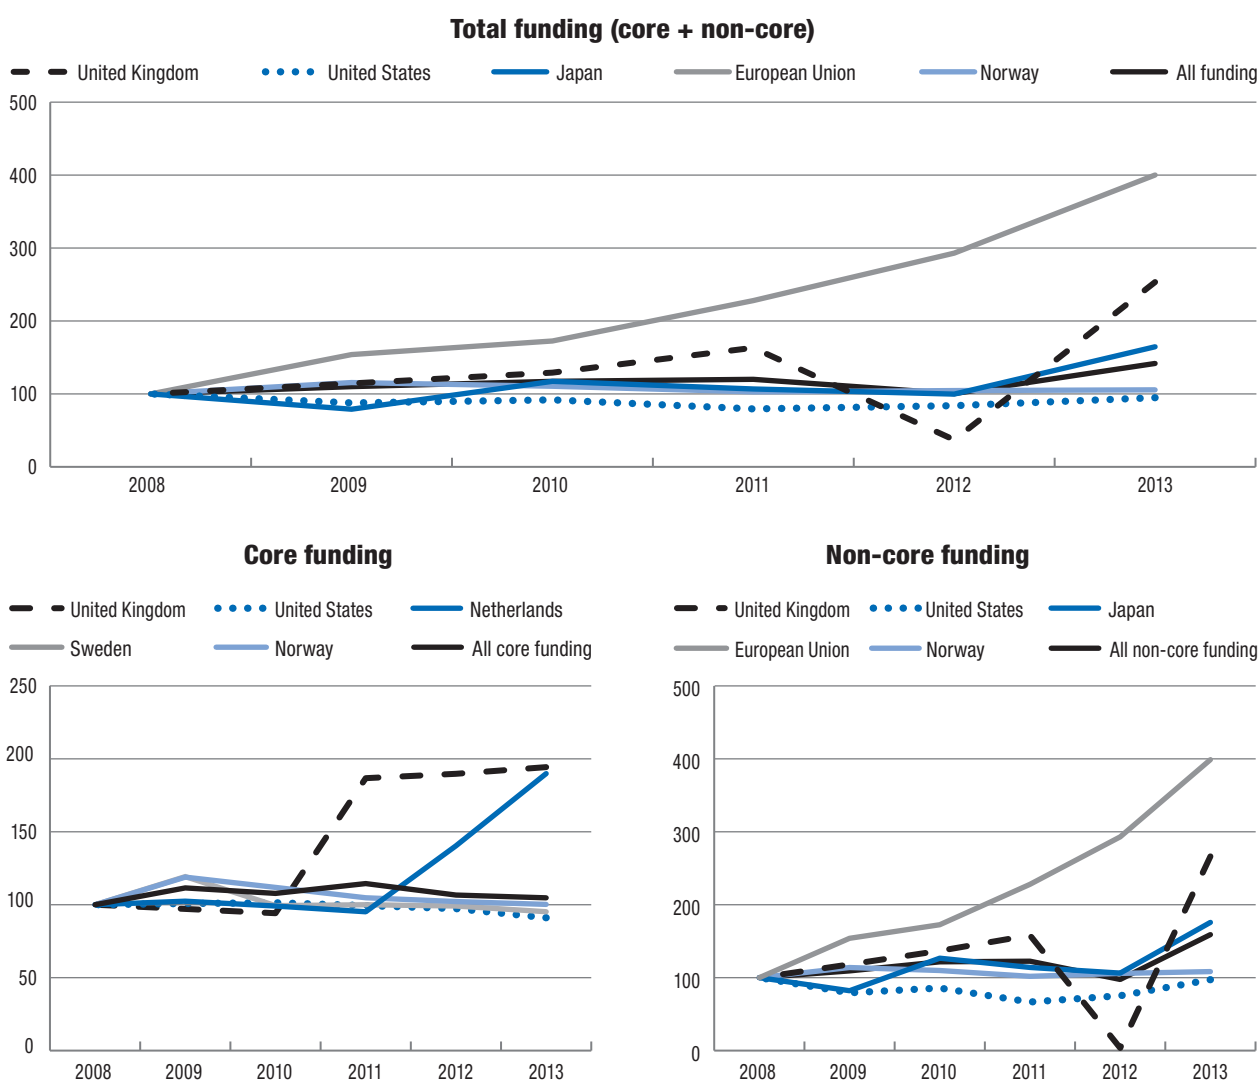 Total funding (core + non-core)
United Kingdom United States Japan European Union Norway All funding
500
400
300
200
100
0
2008 2009 2010 2011 2012 2013
Core funding
United Kingdom United States Netherlands
Sweden Norway All core funding
250
200
150
100
50
0
2008 2009 2010 2011 2012 2013
Non-core funding
United Kingdom United States Japan
European Union Norway All non-core funding
500
400
300
200
100
0
2008 2009 2010 2011 2012 2013